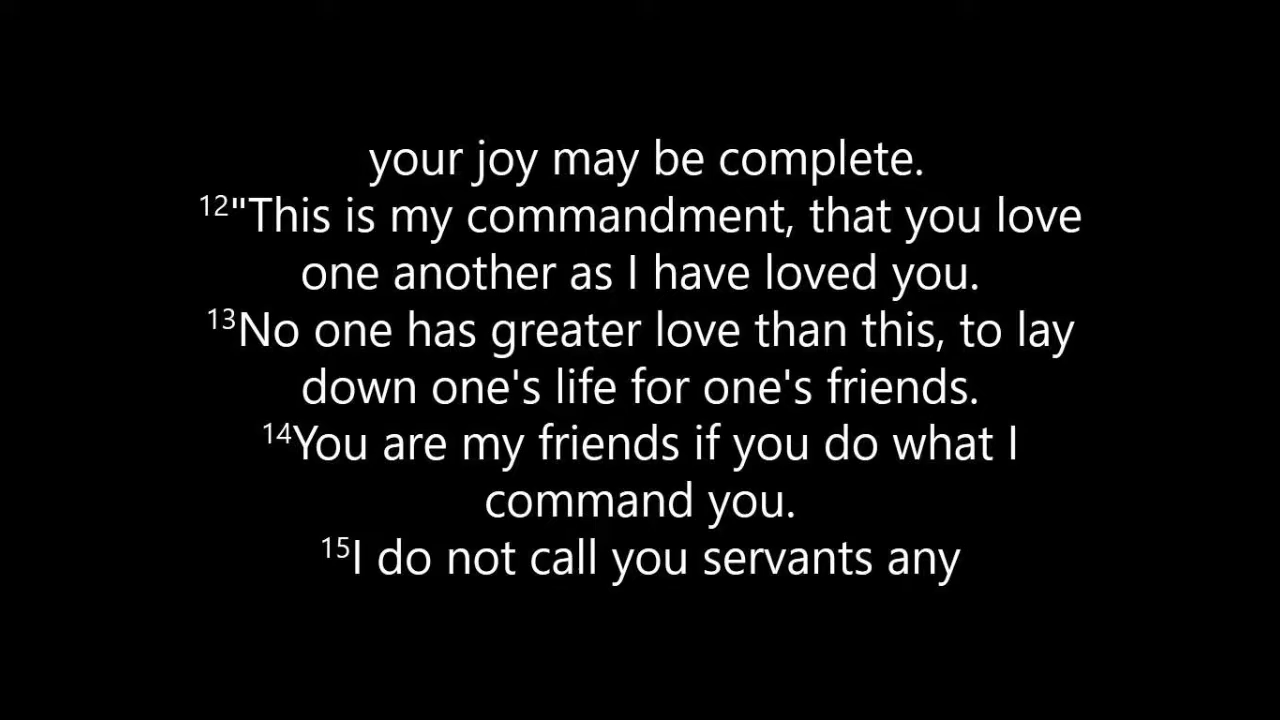 your joy may be complete.
¹²"This is my commandment, that you love
one another as I have loved you.
¹³No one has greater love than this, to lay
down one's life for one's friends.
¹⁴You are my friends if you do what I
command you.
¹⁵I do not call you servants any